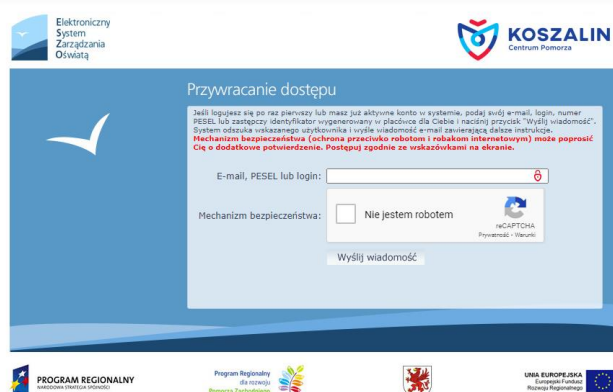 Elektroniczny
System
Zarządzania
Oświatą
KOSZALIN
Centrum Pomorza
Przywracanie dostępu
Jeśli logujesz się po raz pierwszy lub masz już aktywne konto w systemie, podaj swój e-mail, login, numer
PESEL lub zastępczy identyfikator wygenerowany w placówce dla Ciebie i naciśnij przycisk "Wyślij wiadomość".
System odszuka wskazanego użytkownika i wyśle wiadomość e-mail zawierającą dalsze instrukcje.
Mechanizm bezpieczeństwa (ochrona przeciwko robotom i robakom internetowym) może poprosić
Cię o dodatkowe potwierdzenie. Postępuj zgodnie ze wskazówkami na ekranie.
E-mail, PESEL lub login:
Mechanizm bezpieczeństwa:
Nie jestem robotem
reCAPTCHA
Prywatność - Warunki
Wyślij wiadomość
PROGRAM REGIONALNY
NARODOWA STRATEGIA SPÓJNOŚCI
Program Regionalny
dla rozwoju
Pomorza Zachodniego
UNIA EUROPEJSKA
Europejski Fundusz
Rozwoju Regionalnego